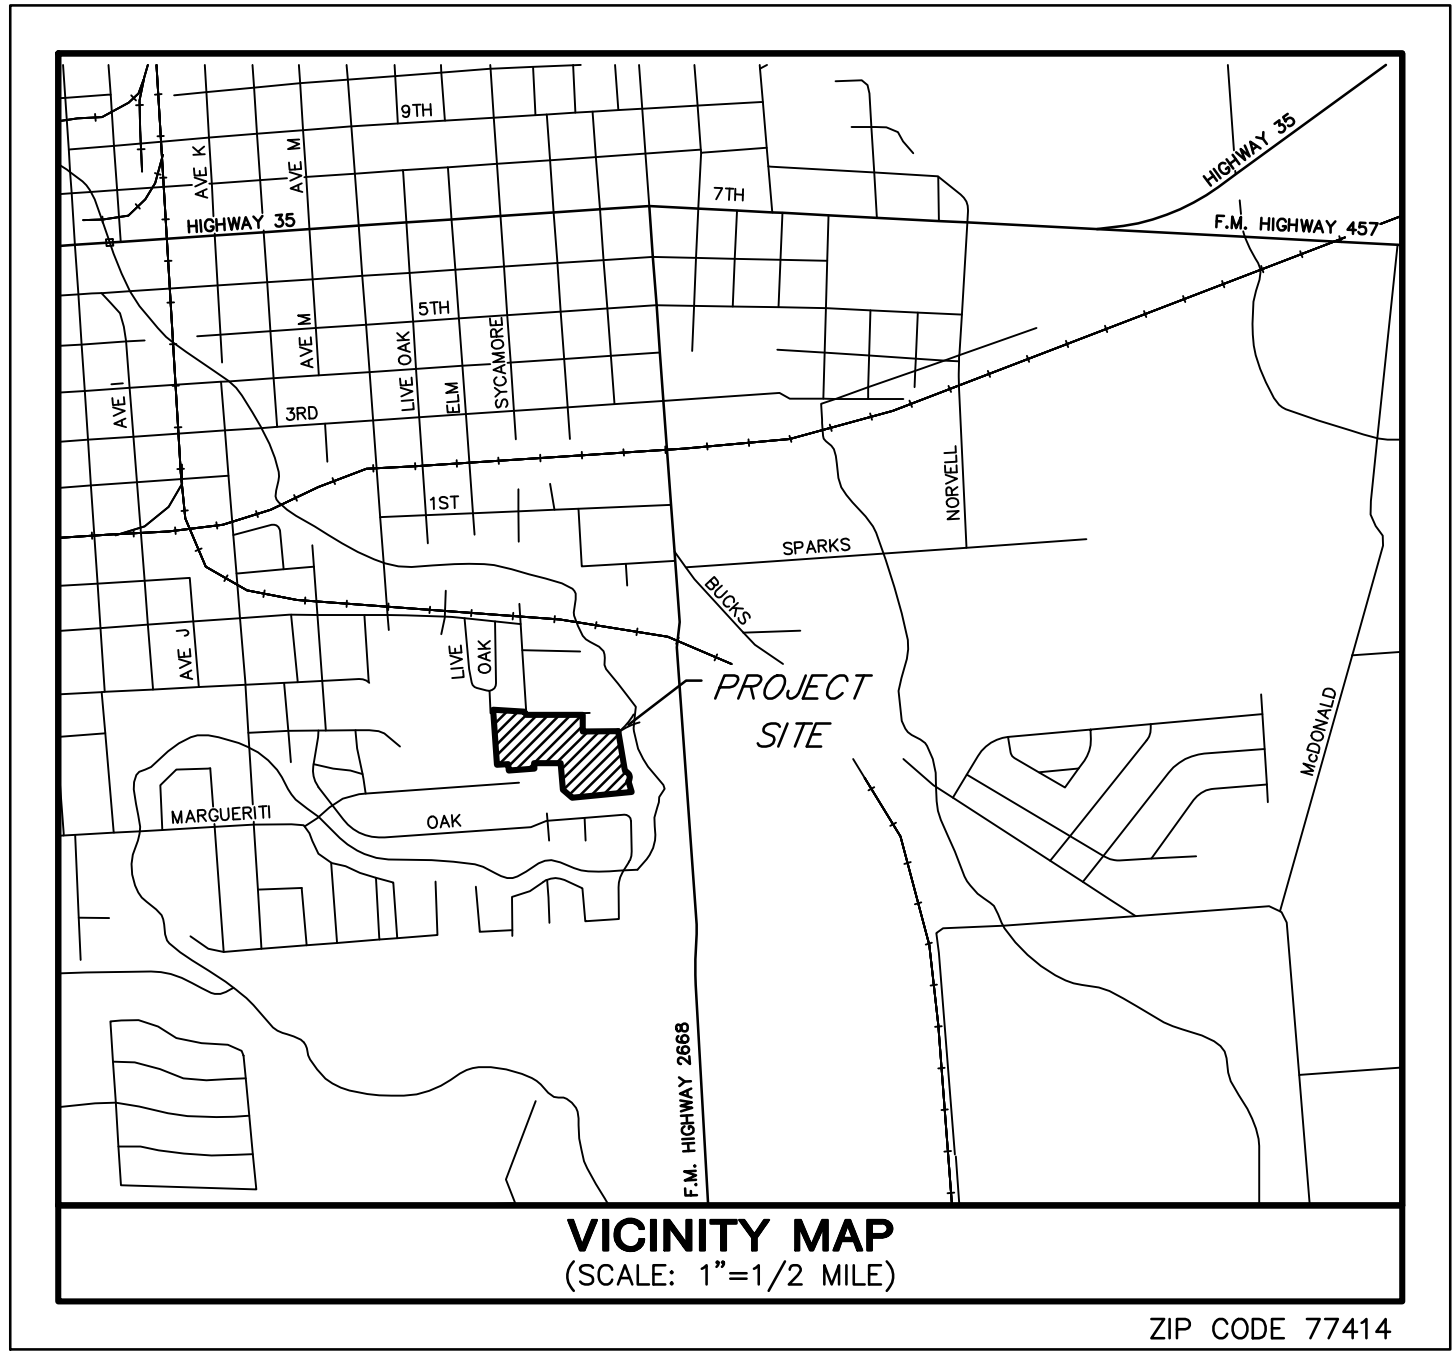 9TH
AVE K
AVE M
HIGHWAY 35
7TH
HIGHWAY 35
F.M. HIGHWAY 457
5TH
AVE M
LIVE OAK
ELM
SYCAMORE
AVE I
3RD
1ST
NORVELL
SPARKS
BUCKS
AVE J
LIVE
OAK
PROJECT
SITE
McDONALD
MARGUERITI
OAK
F.M. HIGHWAY 2668
VICINITY MAP
(SCALE: 1"=1/2 MILE)
ZIP CODE 77414